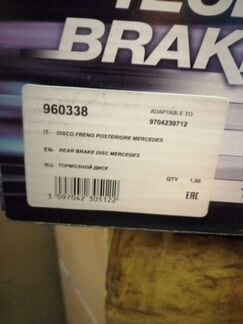 BRAKE
960338
ADAPTABLE TO
9704230712
IT- DISCO FRENO POSTERIORE MERCEDES
EN- REAR BRAKE DISC MERCEDES
RU- ТОРМОЗНОЙ ДИСК
QTY 1,00
3 097042 305122
EAC